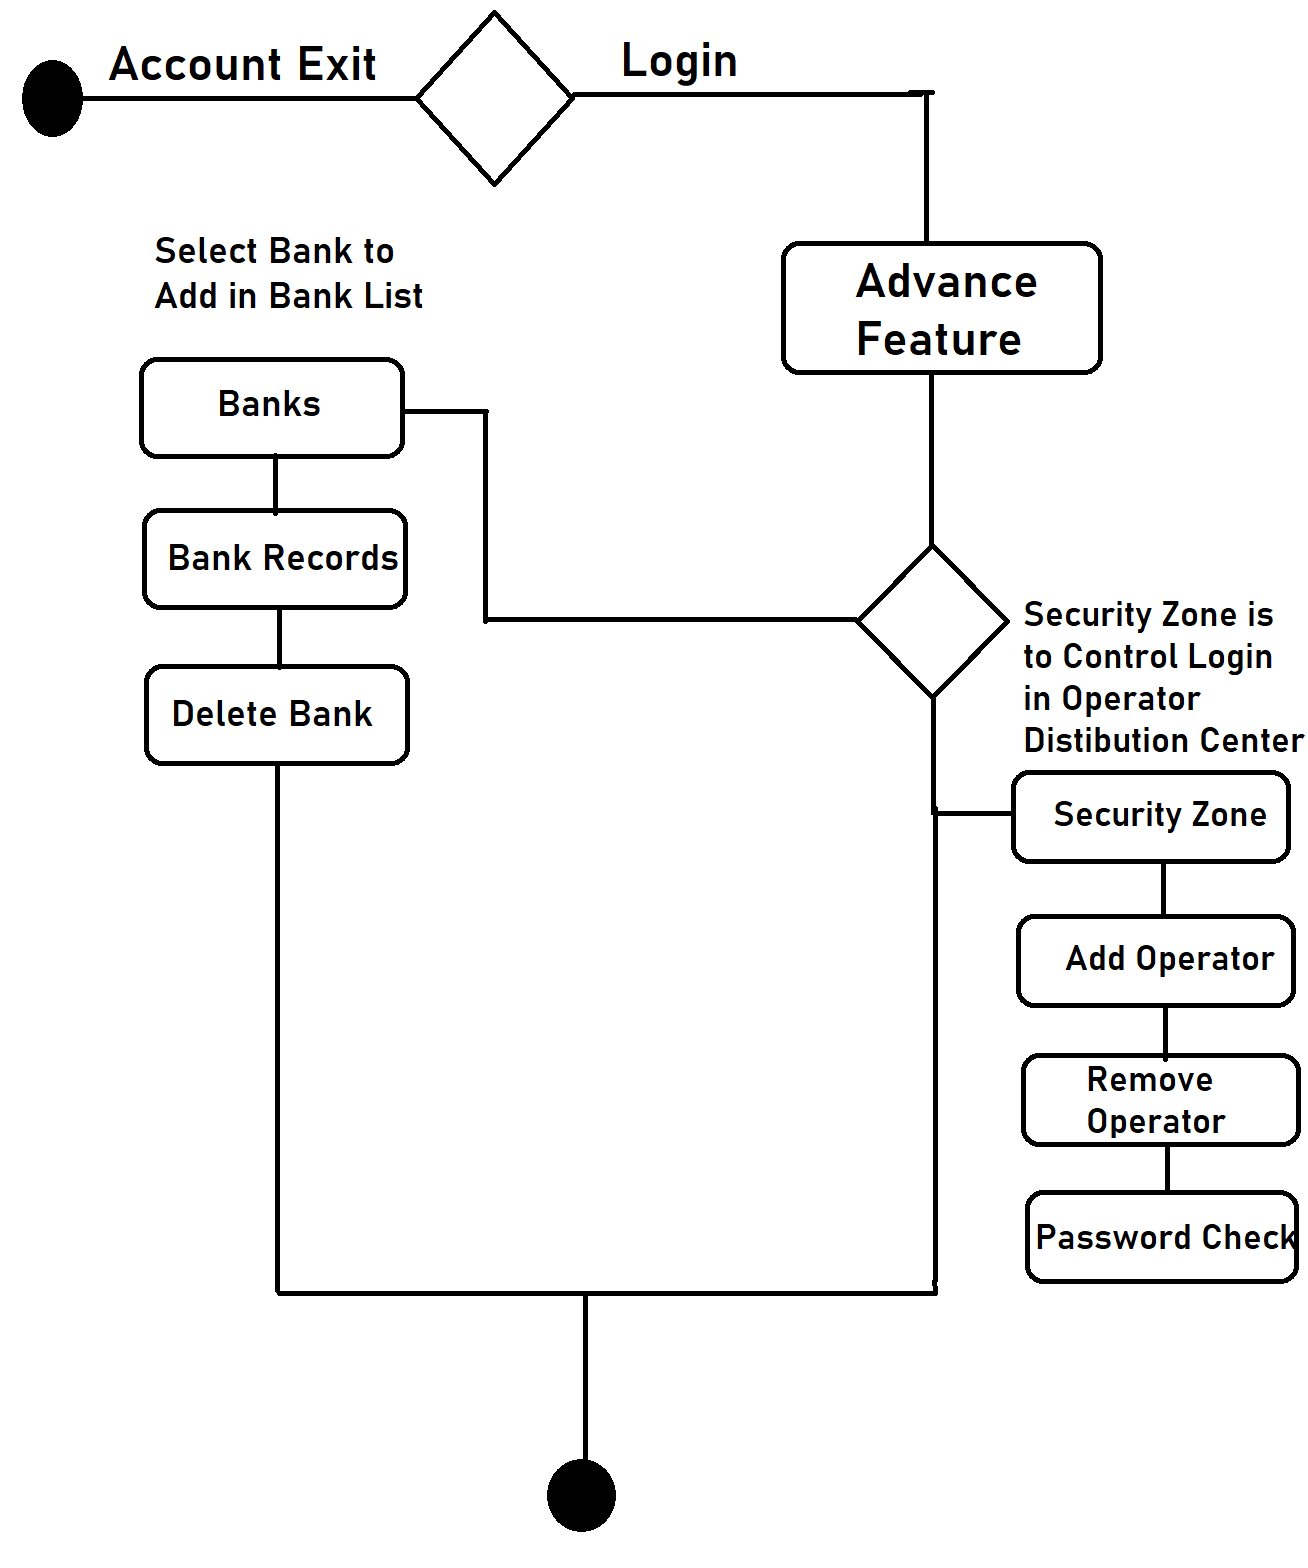 Account Exit
Login
Select Bank to
Add in Bank List
Advance
Feature
Banks
Bank Records
Delete Bank
Security Zone is
to Control Login
in Operator
Distibution Center
Security Zone
Add Operator
Remove
Operator
Password Check